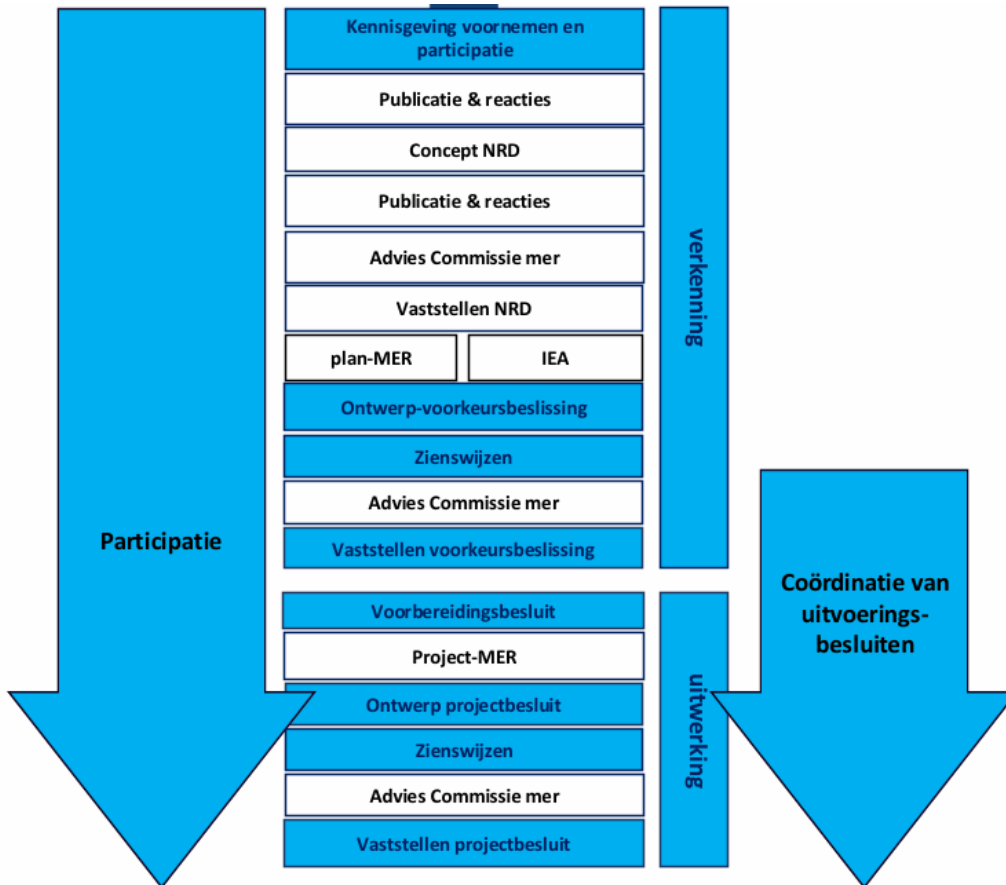 Kennisgeving voornemen en
participatie
Publicatie & reacties
Concept NRD
Publicatie & reacties
Advies Commissie mer
Vaststellen NRD
plan-MER
IEA
Ontwerp-voorkeursbeslissing
Zienswijzen
Advies Commissie mer
Vaststellen voorkeursbeslissing
verkenning
Participatie
Voorbereidingsbesluit
Project-MER
Ontwerp projectbesluit
Zienswijzen
Advies Commissie mer
Vaststellen projectbesluit
uitwerking
Coördinatie van
uitvoerings-
besluiten